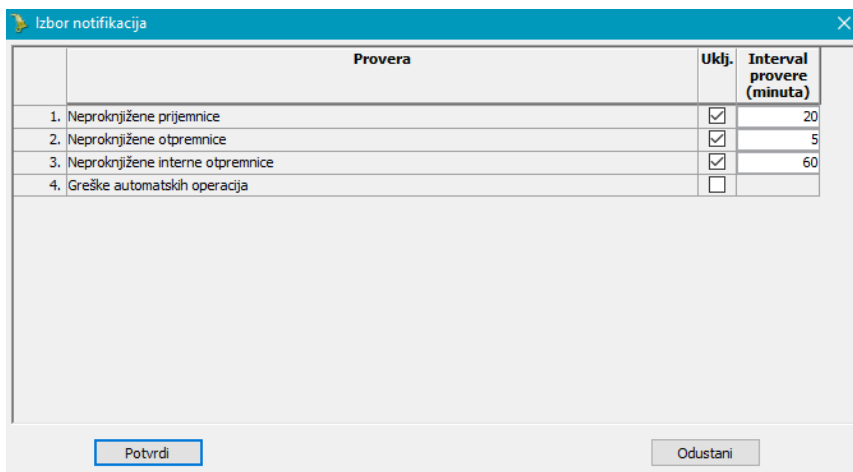 Izbor notifikacija
Provera Uklj. Interval provere (minuta)
1. Neproknjižene prijemnice 20
2. Neproknjižene otpremnice 5
3. Neproknjižene interne otpremnice 60
4. Greške automatskih operacija
Potvrdi Odustani